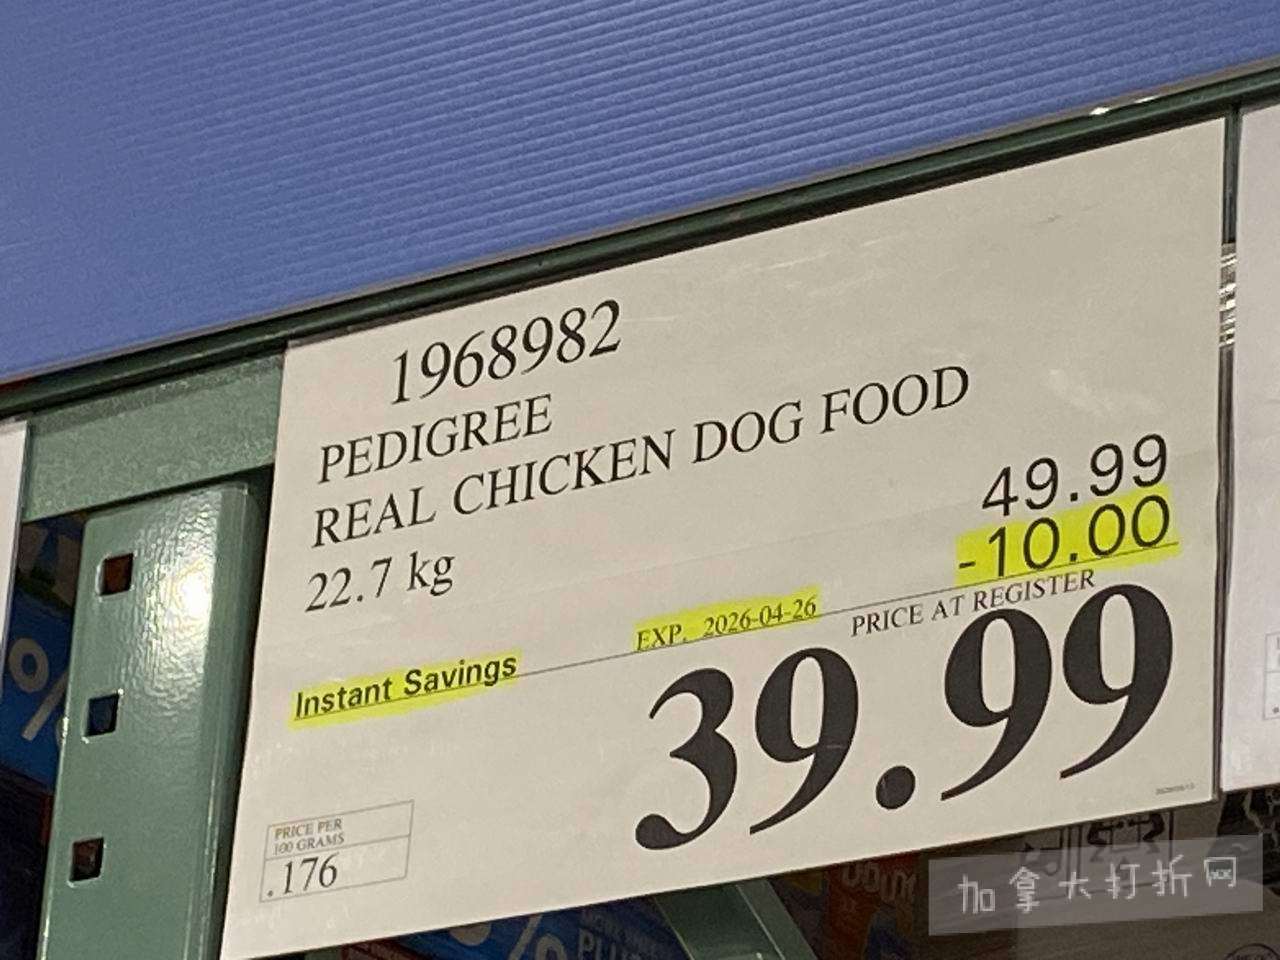 1968982
PEDIGREE
REAL CHICKEN DOG FOOD
22.7 kg
49.99
-10.00
Instant Savings
EXP. 2026-04-26
PRICE AT REGISTER
39.99
PRICE PER
100 GRAMS
.176
%
%
PLU
加拿大打折网